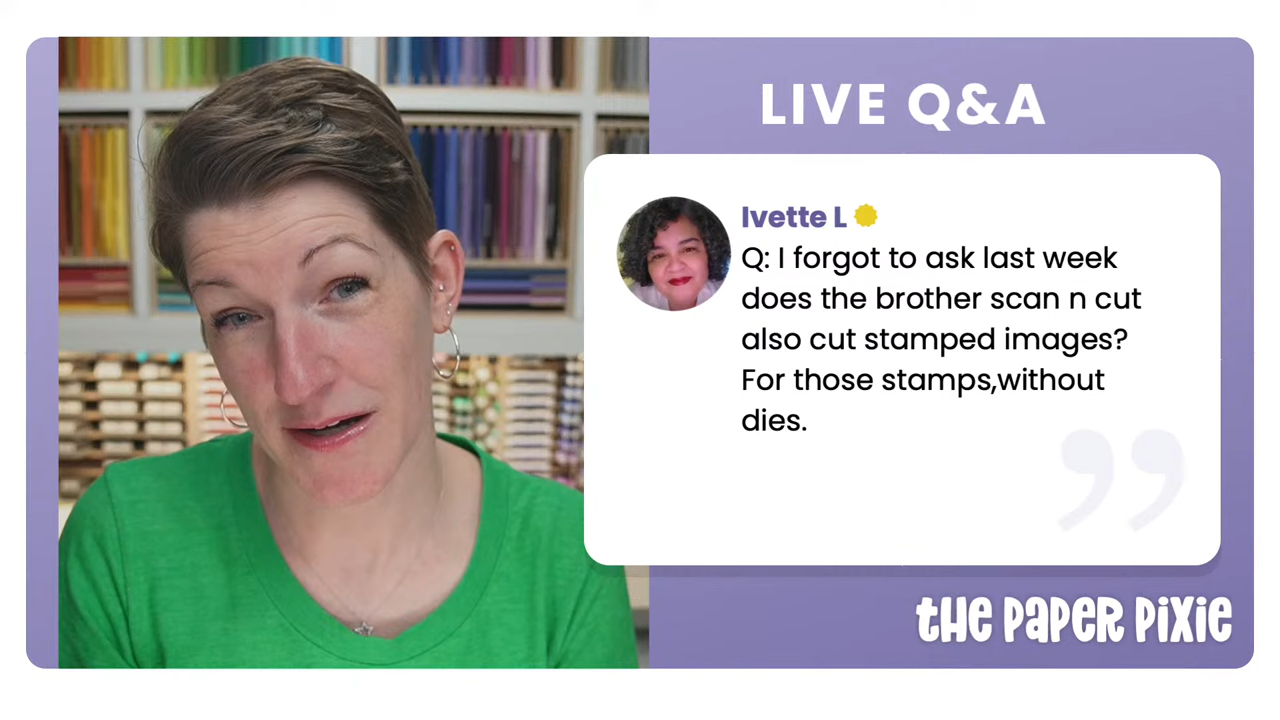 LIVE Q&A
Ivette L
Q: I forgot to ask last week
does the brother scan n cut
also cut stamped images?
For those stamps,without
dies.
the PAPER PiXiE